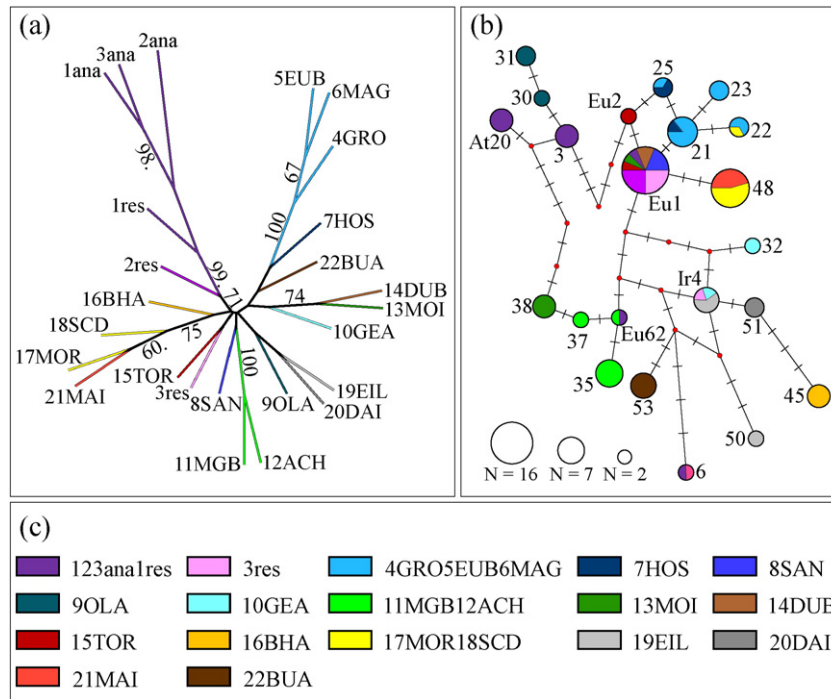 (a)
2ana
3ana
1ana
5EUB
6MAG
4GRO
98.
67
1res
100
7HOS
2res
99.
71
22BUA
16BHA
74
14DUB
13MOI
18SCD
75
10GEA
17MOR
60.
15TOR
100
21MAI
3res
8SAN
9OLA
19EIL
20DAI
11MGB
12ACH
(b)
31
25
23
30
Eu2
22
At20
3
21
48
Eu1
32
Ir4
38
51
37
Eu62
35
53
45
50
6
N = 16
N = 7
N = 2
(c)
123ana1res
3res
4GRO5EUB6MAG
7HOS
8SAN
9OLA
10GEA
11MGB12ACH
13MOI
14DUB
15TOR
16BHA
17MOR18SCD
19EIL
20DAI
21MAI
22BUA